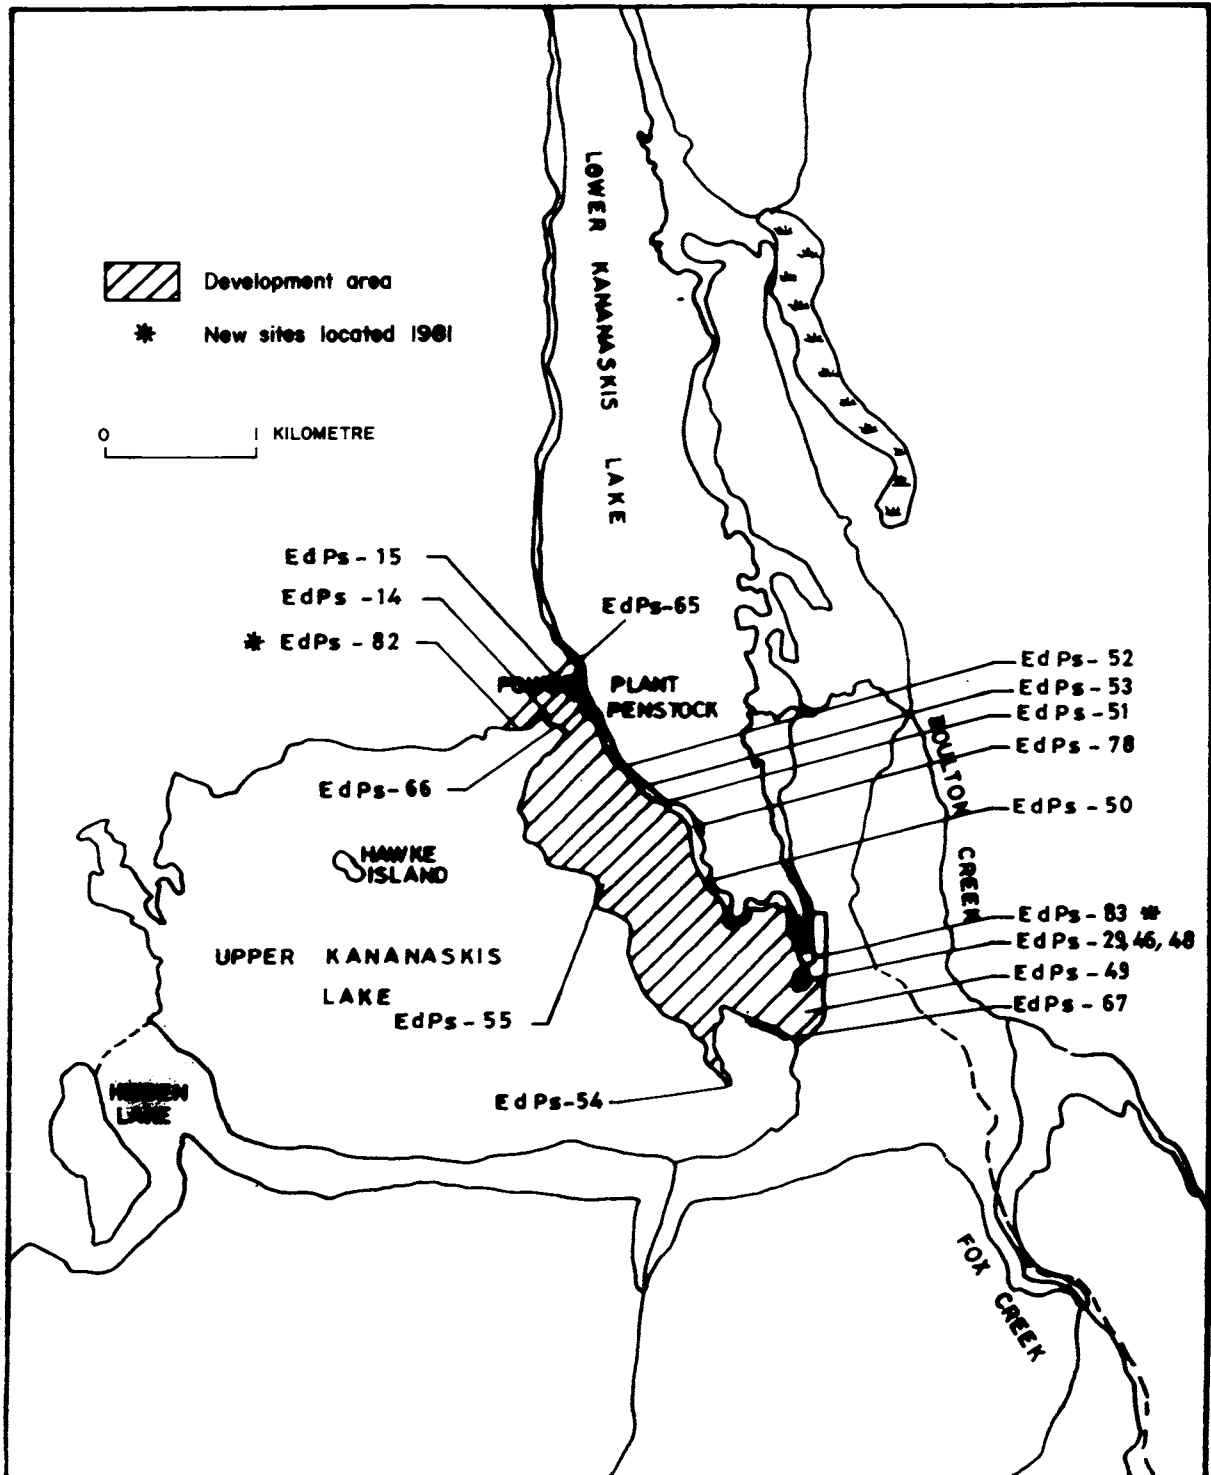 LOWER KANANASKIS LAKE
Development area
* New sites located 1981
0 1 KILOMETRE
EdPs - 15
EdPs - 14
* EdPs - 82
EdPs-65
PLANT
PENSTOCK
EdPs - 52
EdPs - 53
EdPs - 51
EdPs - 78
EdPs - 50
EdPs-66
HAWKE
ISLAND
BOULTON CREEK
UPPER KANANASKIS
LAKE
EdPs - 83 *
EdPs - 29, 46, 48
EdPs - 49
EdPs - 67
EdPs - 55
EdPs-54
LAKE
FOX CREEK